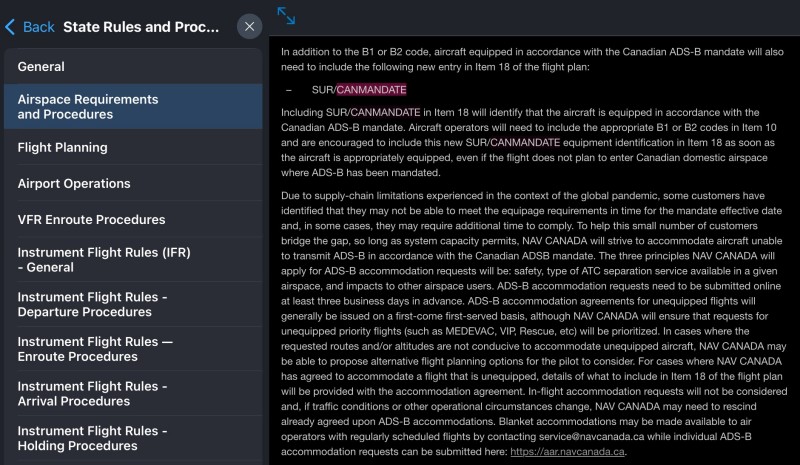 Back State Rules and Proc...
General
Airspace Requirements
and Procedures
Flight Planning
Airport Operations
VFR Enroute Procedures
Instrument Flight Rules (IFR)
- General
Instrument Flight Rules -
Departure Procedures
Instrument Flight Rules —
Enroute Procedures
Instrument Flight Rules -
Arrival Procedures
Instrument Flight Rules -
Holding Procedures
In addition to the B1 or B2 code, aircraft equipped in accordance with the Canadian ADS-B mandate will also
need to include the following new entry in Item 18 of the flight plan:
– SUR/CANMANDATE
Including SUR/CANMANDATE in Item 18 will identify that the aircraft is equipped in accordance with the
Canadian ADS-B mandate. Aircraft operators will need to include the appropriate B1 or B2 codes in Item 10
and are encouraged to include this new SUR/CANMANDATE equipment identification in Item 18 as soon as
the aircraft is appropriately equipped, even if the flight does not plan to enter Canadian domestic airspace
where ADS-B has been mandated.
Due to supply-chain limitations experienced in the context of the global pandemic, some customers have
identified that they may not be able to meet the equipage requirements in time for the mandate effective date
and, in some cases, they may require additional time to comply. To help this small number of customers
bridge the gap, so long as system capacity permits, NAV CANADA will strive to accommodate aircraft unable
to transmit ADS-B in accordance with the Canadian ADSB mandate. The three principles NAV CANADA will
apply for ADS-B accommodation requests will be: safety, type of ATC separation service available in a given
airspace, and impacts to other airspace users. ADS-B accommodation requests need to be submitted online
at least three business days in advance. ADS-B accommodation agreements for unequipped flights will
generally be issued on a first-come first-served basis, although NAV CANADA will ensure that requests for
unequipped priority flights (such as MEDEVAC, VIP, Rescue, etc) will be prioritized. In cases where the
requested routes and/or altitudes are not conducive to accommodate unequipped aircraft, NAV CANADA may
be able to propose alternative flight planning options for the pilot to consider. For cases where NAV CANADA
has agreed to accommodate a flight that is unequipped, details of what to include in Item 18 of the flight plan
will be provided with the accommodation agreement. In-flight accommodation requests will not be considered
and, if traffic conditions or other operational circumstances change, NAV CANADA may need to rescind
already agreed upon ADS-B accommodations. Blanket accommodations may be made available to air
operators with regularly scheduled flights by contacting service@navcanada.ca while individual ADS-B
accommodation requests can be submitted here: https://aar.navcanada.ca.